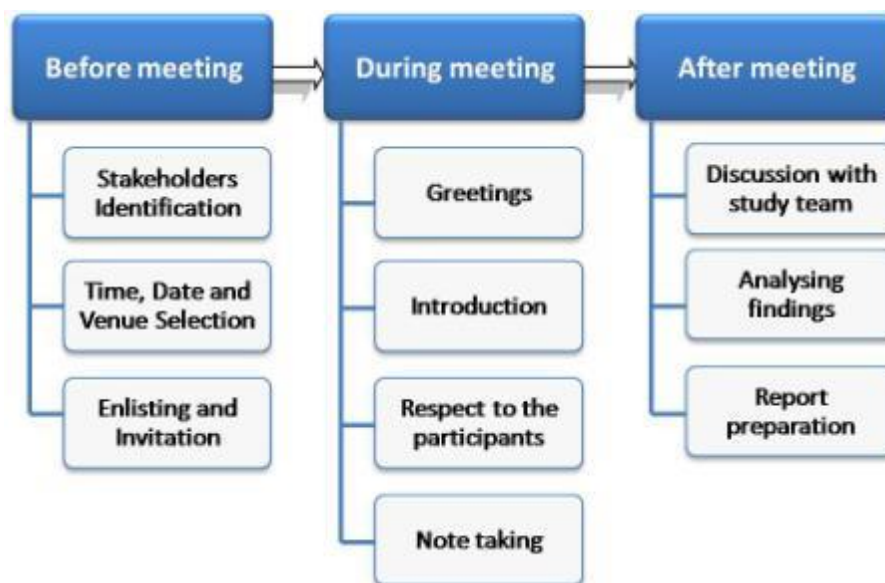 Before meeting
Stakeholders
Identification
Time, Date and
Venue Selection
Enlisting and
Invitation
During meeting
Greetings
Introduction
Respect to the
participants
Note taking
After meeting
Discussion with
study team
Analysing
findings
Report
preparation